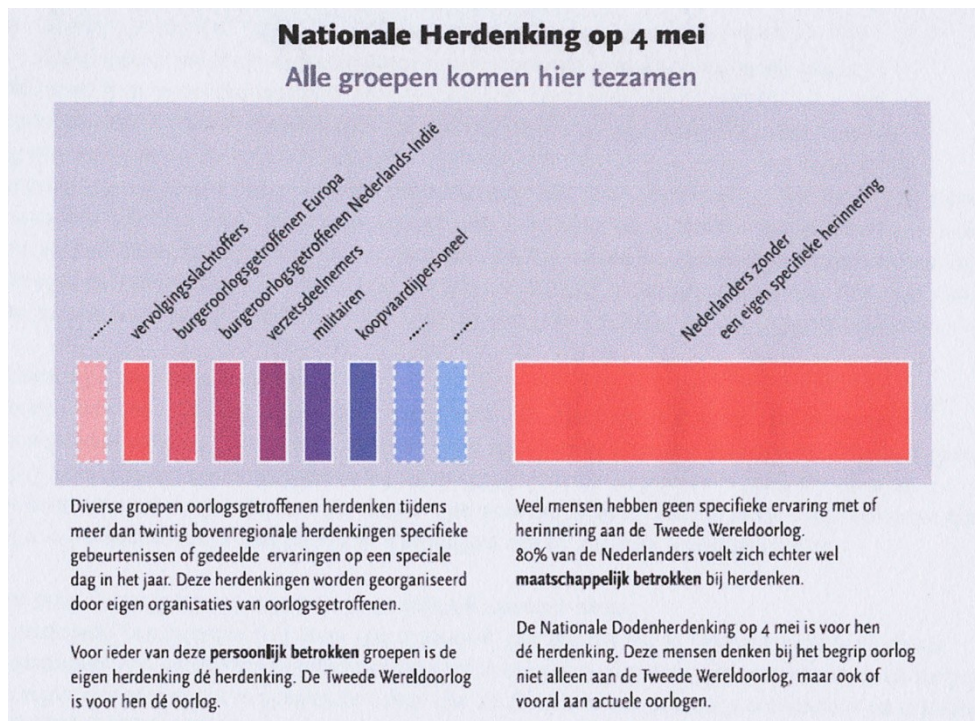 Nationale Herdenking op 4 mei
Alle groepen komen hier tezamen
......
vervolgingsslachtoffers
burgeroorlogsgetroffenen Europa
burgeroorlogsgetroffenen Nederlands-Indië
verzetsdeelnemers
militairen
koopvaardijpersoneel
.....
.....
Nederlanders zonder
een eigen specifieke herinnering
Diverse groepen oorlogsgetroffenen herdenken tijdens
meer dan twintig bovenregionale herdenkingen specifieke
gebeurtenissen of gedeelde ervaringen op een speciale
dag in het jaar. Deze herdenkingen worden georganiseerd
door eigen organisaties van oorlogsgetroffenen.
Voor ieder van deze persoonlijk betrokken groepen is de
eigen herdenking dé herdenking. De Tweede Wereldoorlog
is voor hen dé oorlog.
Veel mensen hebben geen specifieke ervaring met of
herinnering aan de Tweede Wereldoorlog.
80% van de Nederlanders voelt zich echter wel
maatschappelijk betrokken bij herdenken.
De Nationale Dodenherdenking op 4 mei is voor hen
dé herdenking. Deze mensen denken bij het begrip oorlog
niet alleen aan de Tweede Wereldoorlog, maar ook of
vooral aan actuele oorlogen.